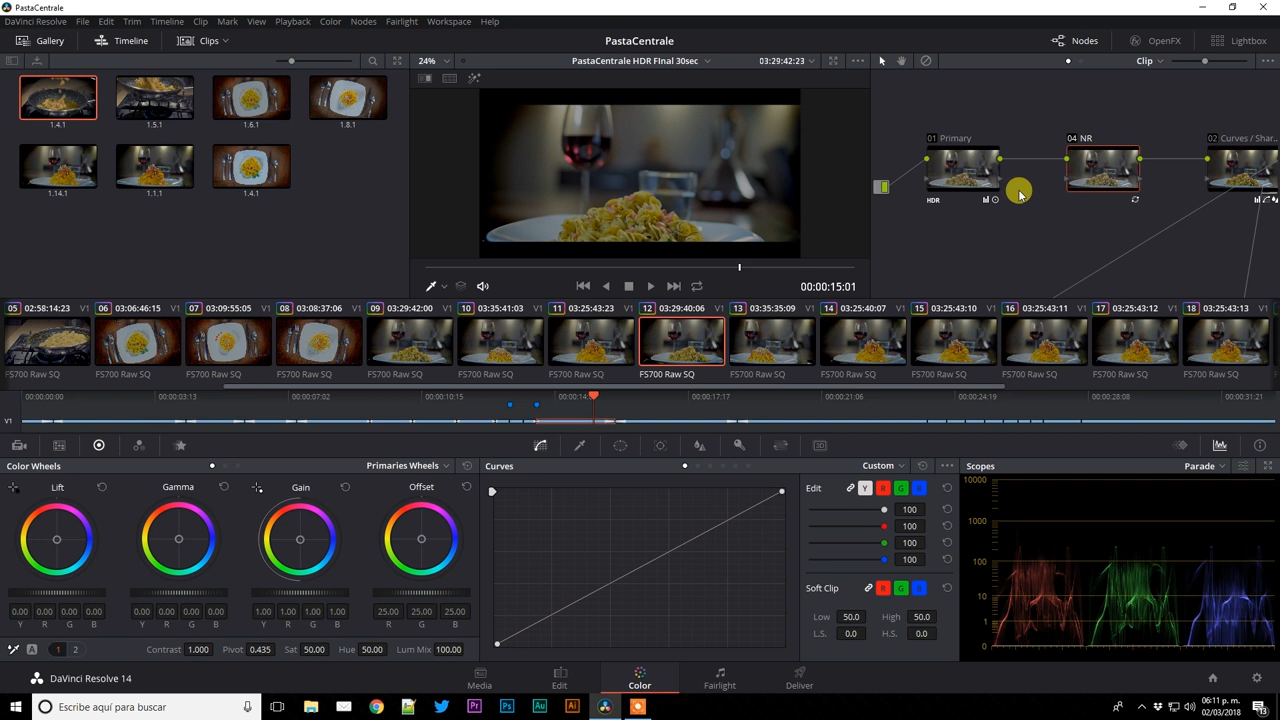 PastaCentrale
DaVinci Resolve File Edit Trim Timeline Clip Mark View Playback Color Nodes Fairlight Workspace Help
Gallery Timeline Clips PastaCentrale Nodes OpenFX Lightbox
24% PastaCentrale HDR FInal 30sec 03:29:42:23 Clip
1.4.1 1.5.1 1.6.1 1.8.1
1.14.1 1.1.1 1.4.1
01 Primary 04 NR 02 Curves / Shar...
HDR
00:00:15:01
05 02:58:14:23 V1 06 03:06:46:15 V1 07 03:09:55:05 V1 08 03:08:37:06 V1 09 03:29:42:00 V1 10 03:35:41:03 V1 11 03:25:43:23 V1 12 03:29:40:06 V1 13 03:35:35:09 V1 14 03:25:40:07 V1 15 03:25:43:10 V1 16 03:25:43:11 V1 17 03:25:43:12 V1 18 03:25:43:13 V1
FS700 Raw SQ FS700 Raw SQ FS700 Raw SQ FS700 Raw SQ FS700 Raw SQ FS700 Raw SQ FS700 Raw SQ FS700 Raw SQ FS700 Raw SQ FS700 Raw SQ FS700 Raw SQ FS700 Raw SQ FS700 Raw SQ FS700 Raw SQ
00:00:00:00 00:00:03:13 00:00:07:02 00:00:10:15 00:00:14: 00:00:17:17 00:00:21:06 00:00:24:19 00:00:28:08 00:00:31:21
V1
3D
Color Wheels Primaries Wheels Curves Custom Scopes Parade
Lift Gamma Gain Offset
Edit Y R G B
100
100
100
100
Soft Clip R G B
Low 50.0 High 50.0
L.S. 0.0 H.S. 0.0
10000
1000
100
10
1
0
0.00 0.00 0.00 0.00 0.00 0.00 0.00 0.00 1.00 1.00 1.00 1.00 25.00 25.00 25.00
Y R G B Y R G B Y R G B R G B
A 1 2 Contrast 1.000 Pivot 0.435 Sat 50.00 Hue 50.00 Lum Mix 100.00
DaVinci Resolve 14 Media Edit Color Fairlight Deliver
Escribe aquí para buscar Pr Ps Au Ai 06:11 p. m.
02/03/2018